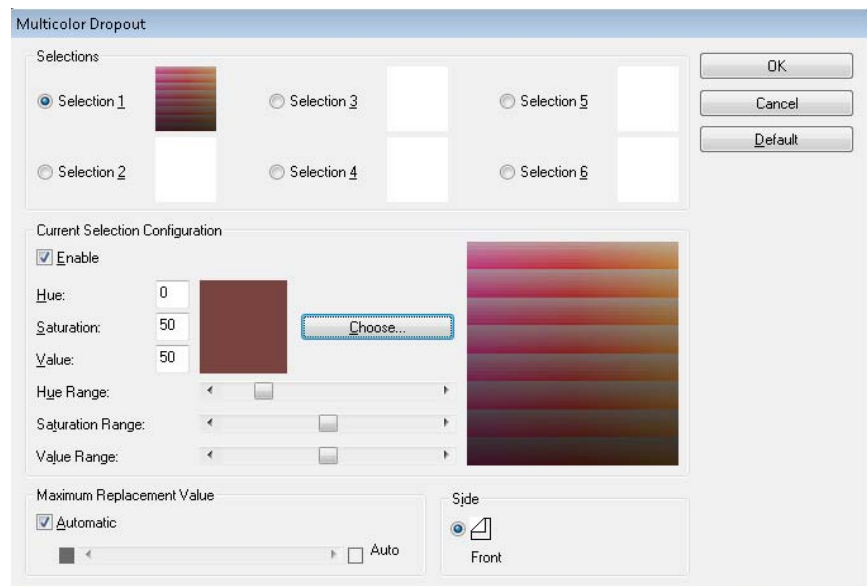 Multicolor Dropout
Selections
Selection 1
Selection 3
Selection 5
Selection 2
Selection 4
Selection 6
OK
Cancel
Default
Current Selection Configuration
Enable
Hue: 0
Saturation: 50
Value: 50
Choose...
Hue Range:
Saturation Range:
Value Range:
Maximum Replacement Value
Automatic
Auto
Side
Front